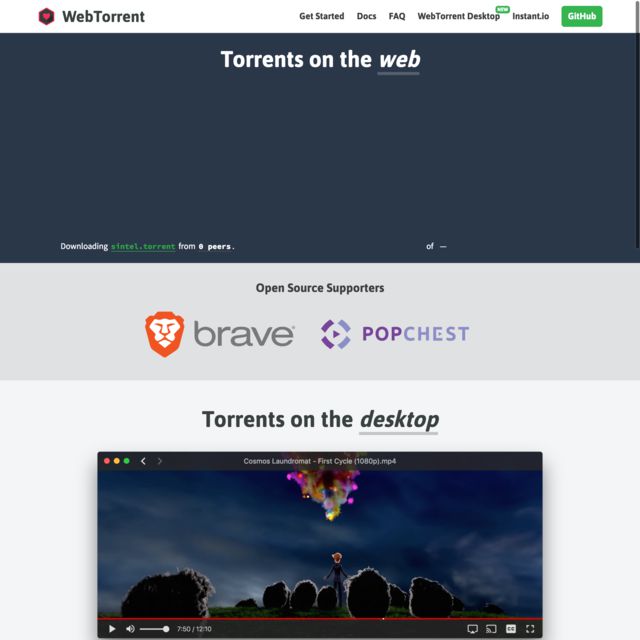 WebTorrent
Get Started Docs FAQ WebTorrent Desktop NEW Instant.io GitHub
Torrents on the web
Downloading sintel.torrent from 0 peers. of —
Open Source Supporters
brave POPCHEST
Torrents on the desktop
Cosmos Laundromat - First Cycle (1080p).mp4
7:50 / 12:10 CC